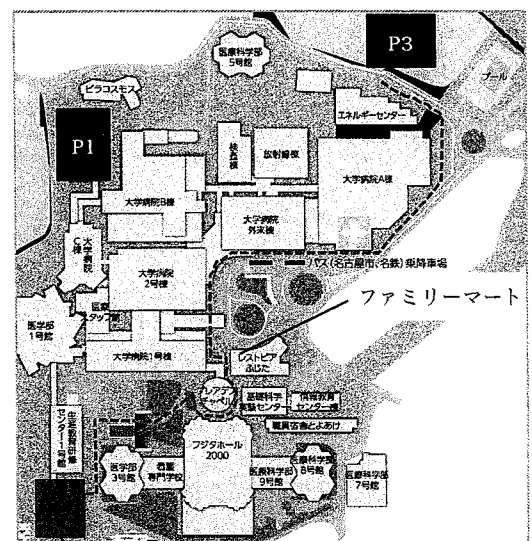 P3
医療科学部
5号館
プール
ビラコスモス
エネルギーセンター
P1
検査棟
放射線棟
大学病院A棟
大学病院B棟
大学病院
外来棟
大学病院
C棟
バス(名古屋市、名鉄)乗降車場
大学病院
2号棟
ファミリーマート
医療
スタッフ棟
医学部
1号館
大学病院1号棟
レストピア
ふじた
基礎科学
実験センター
情報教育
センター棟
職員宿舎とよあけ
フジタホール
2000
医学部
3号館
看護
専門学校
医療科学部
9号館
医療科学部
8号館
医療科学部
7号館